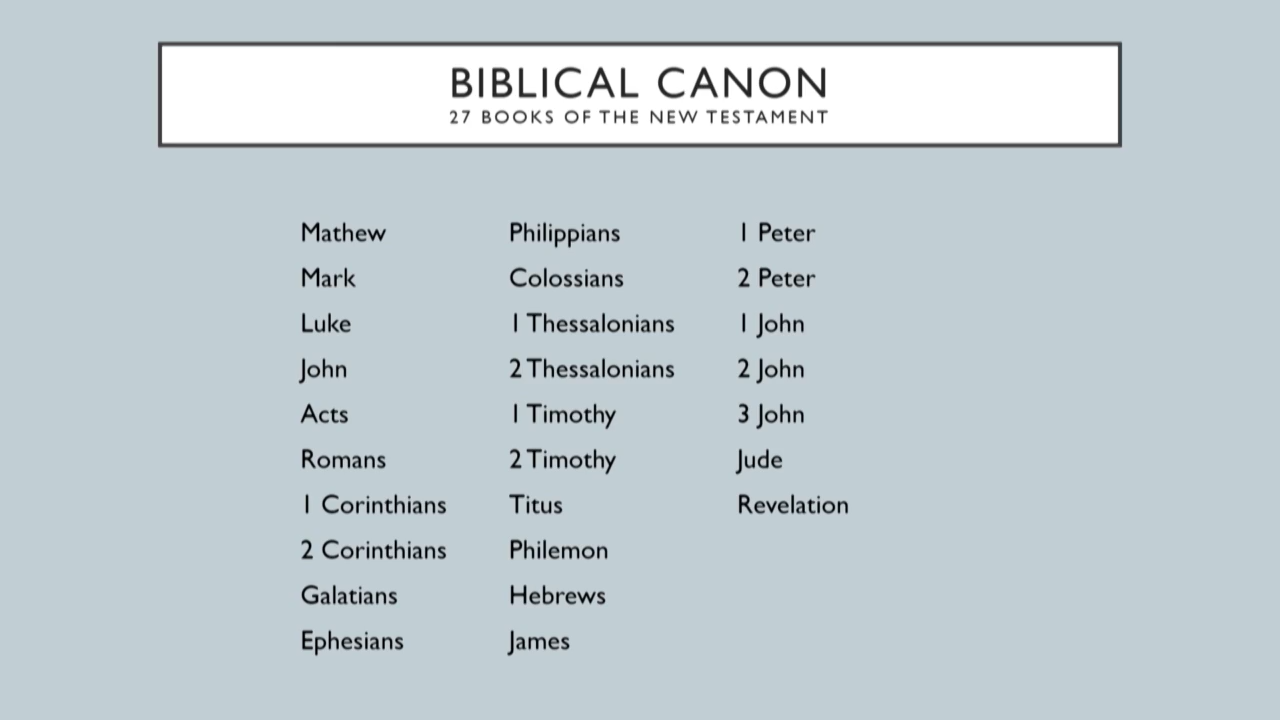 BIBLICAL CANON
27 BOOKS OF THE NEW TESTAMENT
Mathew
Mark
Luke
John
Acts
Romans
1 Corinthians
2 Corinthians
Galatians
Ephesians
Philippians
Colossians
1 Thessalonians
2 Thessalonians
1 Timothy
2 Timothy
Titus
Philemon
Hebrews
James
1 Peter
2 Peter
1 John
2 John
3 John
Jude
Revelation